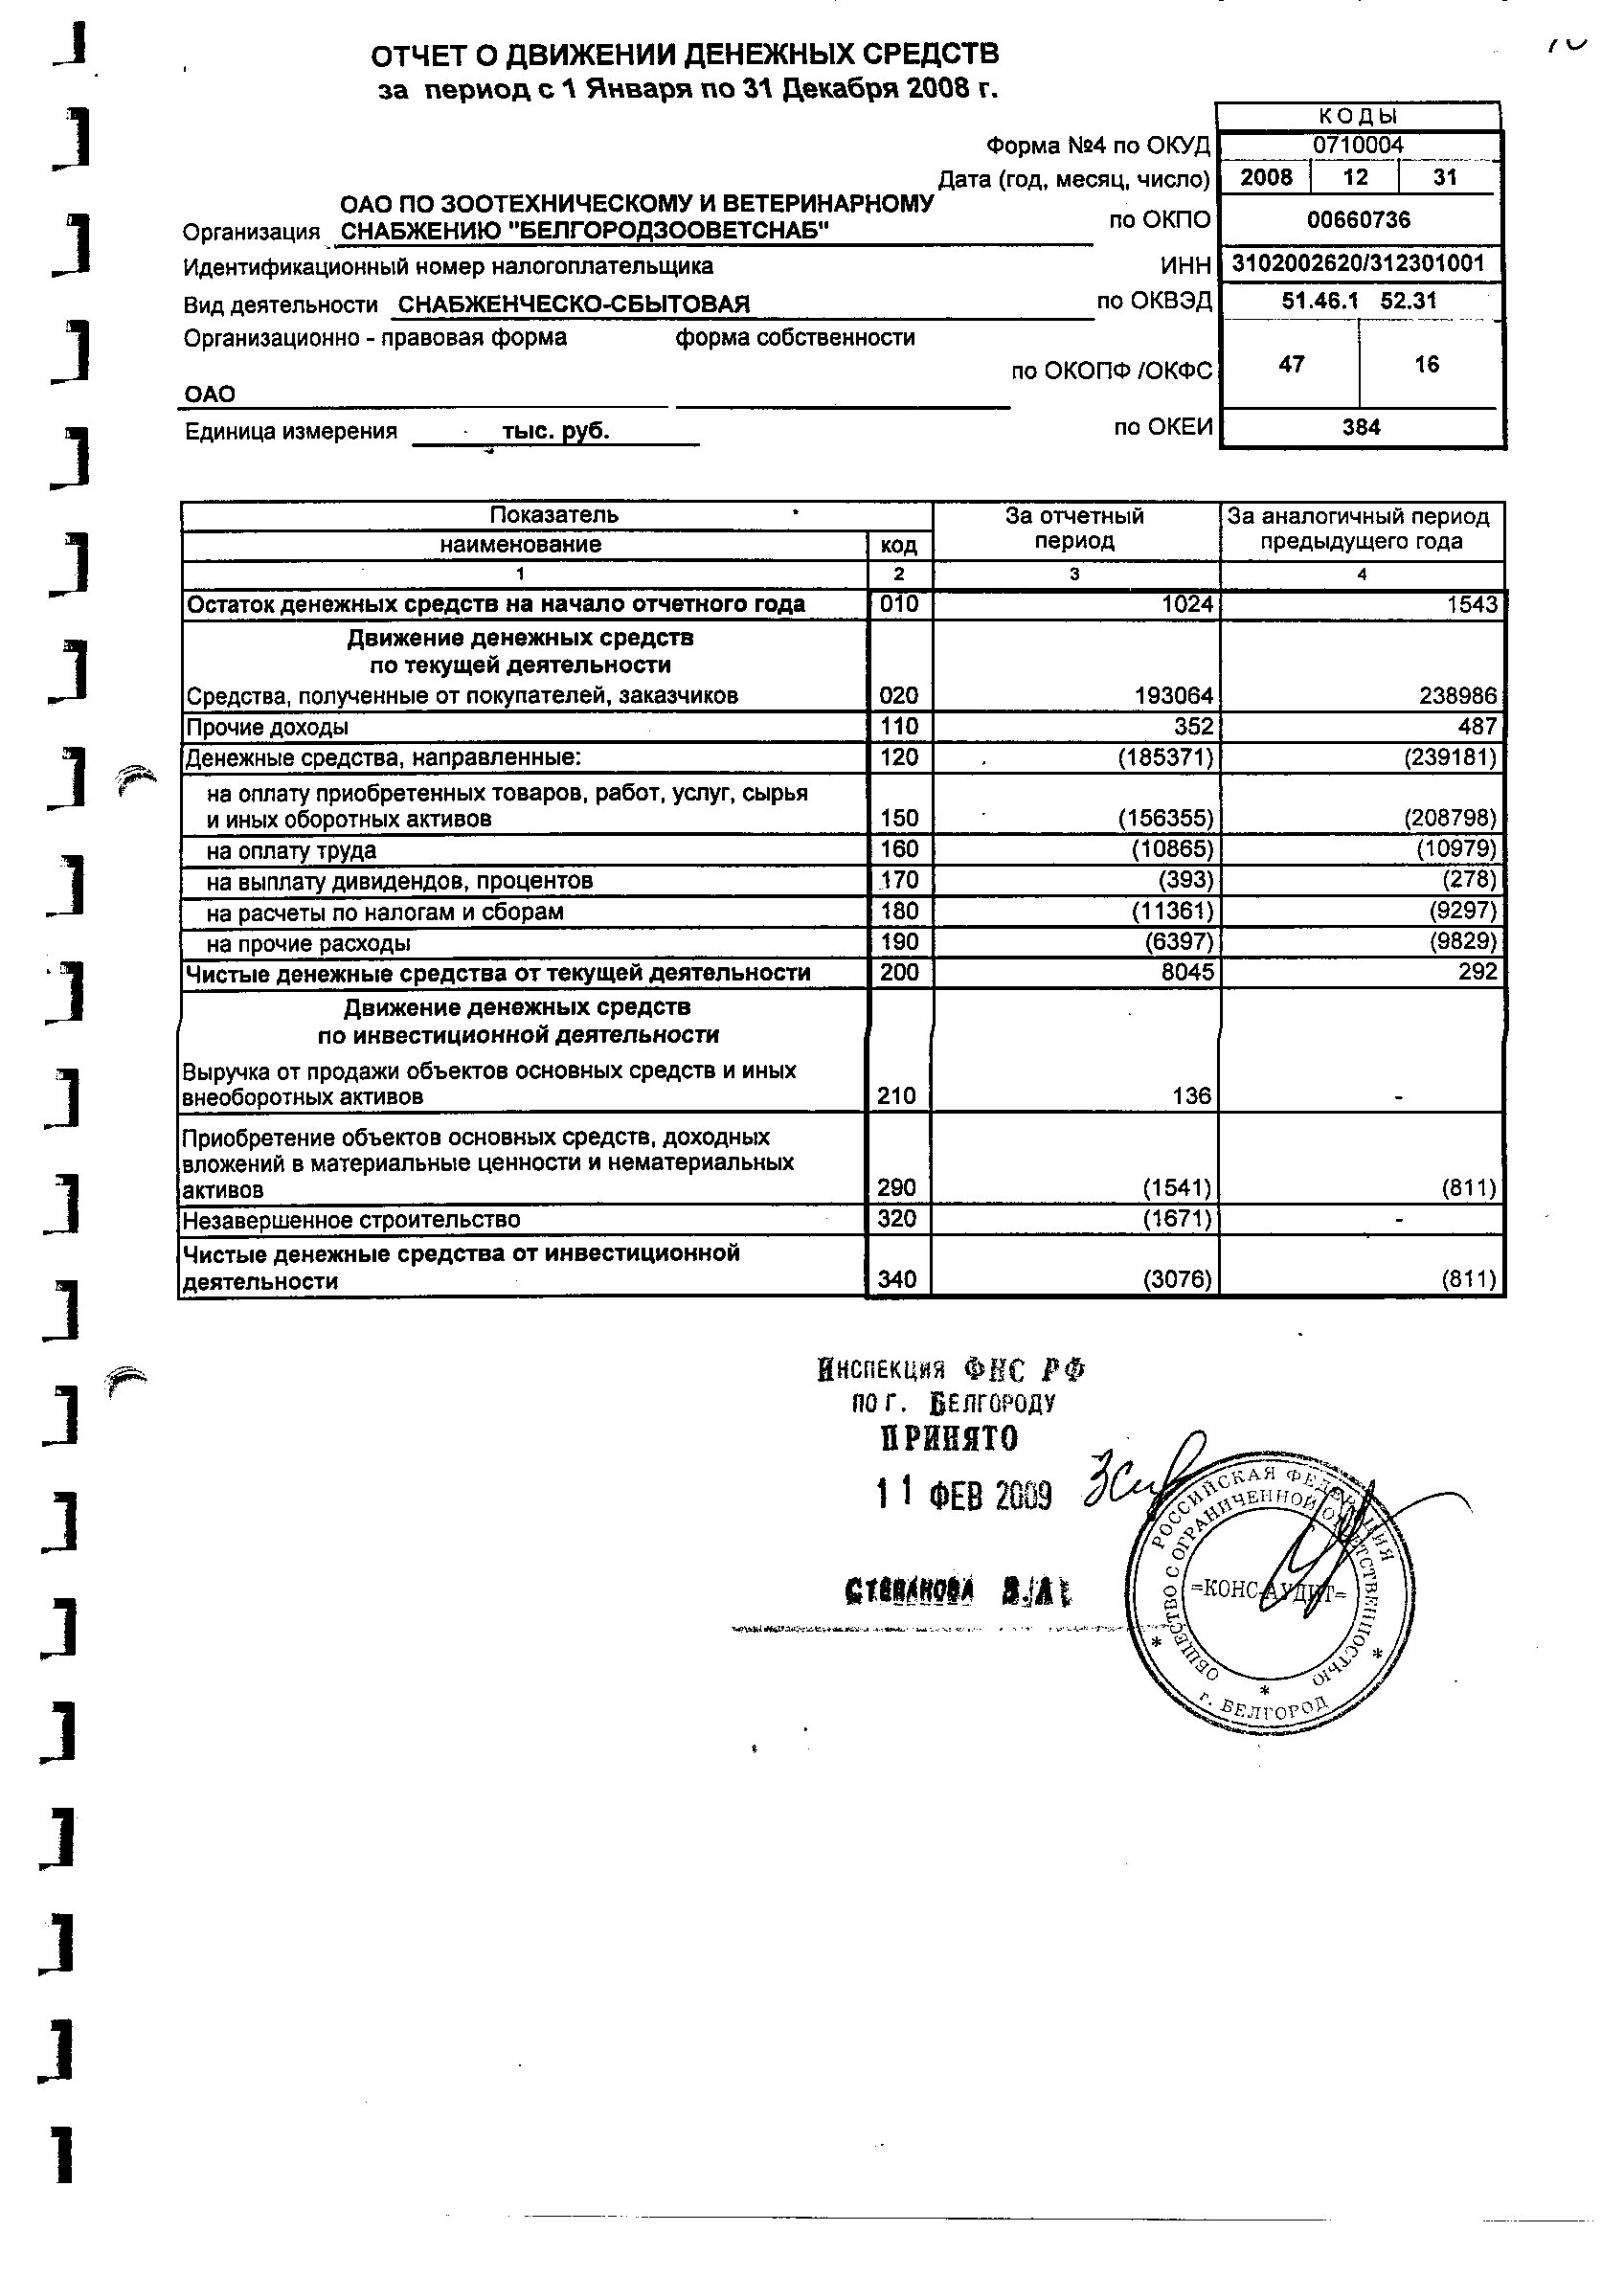 ОТЧЕТ О ДВИЖЕНИИ ДЕНЕЖНЫХ СРЕДСТВ
за период с 1 Января по 31 Декабря 2008 г.
КОДЫ
Форма №4 по ОКУД 0710004
Дата (год, месяц, число) 2008 12 31
ОАО ПО ЗООТЕХНИЧЕСКОМУ И ВЕТЕРИНАРНОМУ
Организация СНАБЖЕНИЮ "БЕЛГОРОДЗООВЕТСНАБ" по ОКПО 00660736
Идентификационный номер налогоплательщика ИНН 3102002620/312301001
Вид деятельности СНАБЖЕНЧЕСКО-СБЫТОВАЯ по ОКВЭД 51.46.1 52.31
Организационно - правовая форма форма собственности
по ОКОПФ /ОКФС 47 16
ОАО
Единица измерения тыс. руб. по ОКЕИ 384
Показатель За отчетный За аналогичный период
наименование код период предыдущего года
1 2 3 4
Остаток денежных средств на начало отчетного года 010 1024 1543
Движение денежных средств
по текущей деятельности
Средства, полученные от покупателей, заказчиков 020 193064 238986
Прочие доходы 110 352 487
Денежные средства, направленные: 120 (185371) (239181)
на оплату приобретенных товаров, работ, услуг, сырья
и иных оборотных активов 150 (156355) (208798)
на оплату труда 160 (10865) (10979)
на выплату дивидендов, процентов 170 (393) (278)
на расчеты по налогам и сборам 180 (11361) (9297)
на прочие расходы 190 (6397) (9829)
Чистые денежные средства от текущей деятельности 200 8045 292
Движение денежных средств
по инвестиционной деятельности
Выручка от продажи объектов основных средств и иных
внеоборотных активов 210 136 -
Приобретение объектов основных средств, доходных
вложений в материальные ценности и нематериальных
активов 290 (1541) (811)
Незавершенное строительство 320 (1671) -
Чистые денежные средства от инвестиционной
деятельности 340 (3076) (811)
Инспекция ФНС РФ
по г. Белгороду
ПРИНЯТО
11 ФЕВ 2009
СТЕПАНОВА
РОССИЙСКАЯ ФЕДЕРАЦИЯ
ОБЩЕСТВО С ОГРАНИЧЕННОЙ ОТВЕТСТВЕННОСТЬЮ
=КОНС-АУДИТ=
г. БЕЛГОРОД